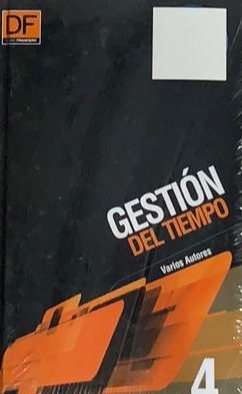 DF
GESTIÓN
DEL TIEMPO
Varios Autores
4